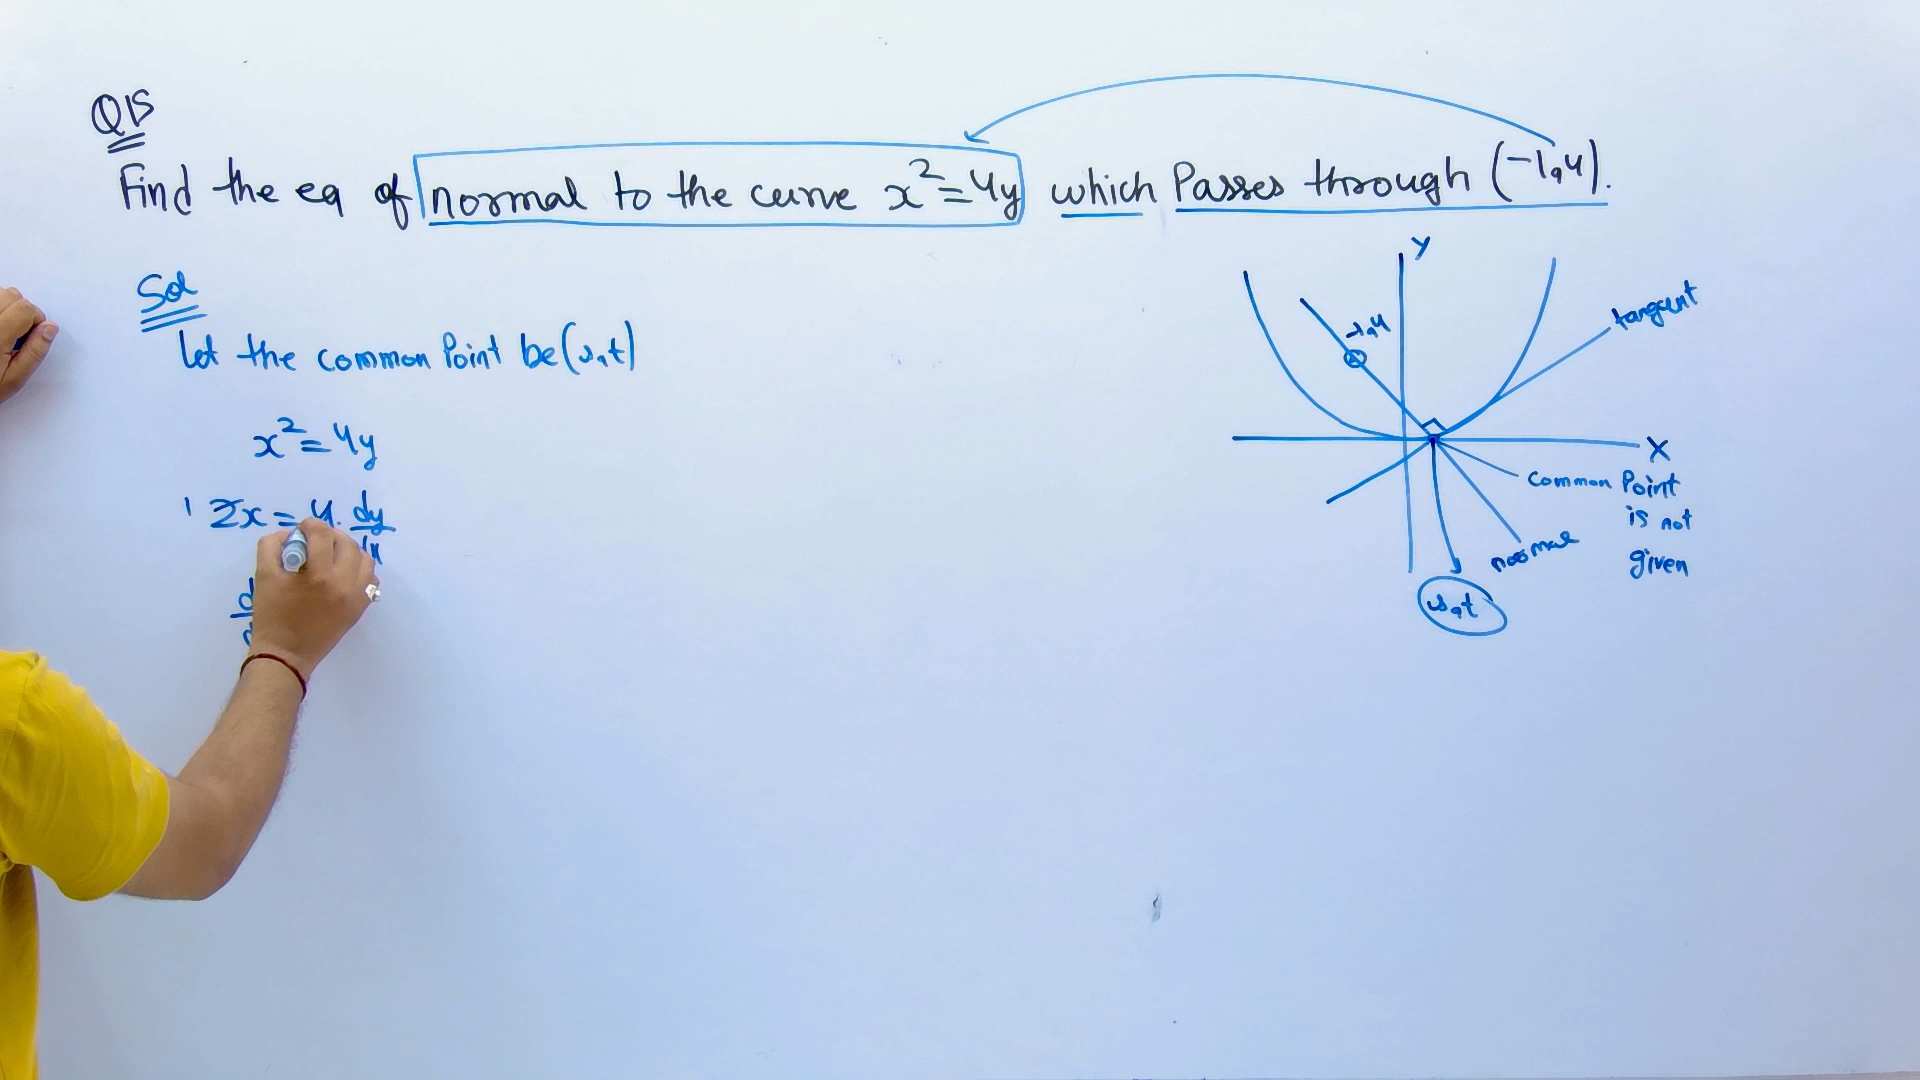 Q15
Find the eq of normal to the curve x²=4y which Passes through (-1,4).
Sol
Let the common Point be (s,t)
x²=4y
1 2x=4.dy/dx
Y
-1,4
tangent
X
Common Point
is not
given
normal
s,t